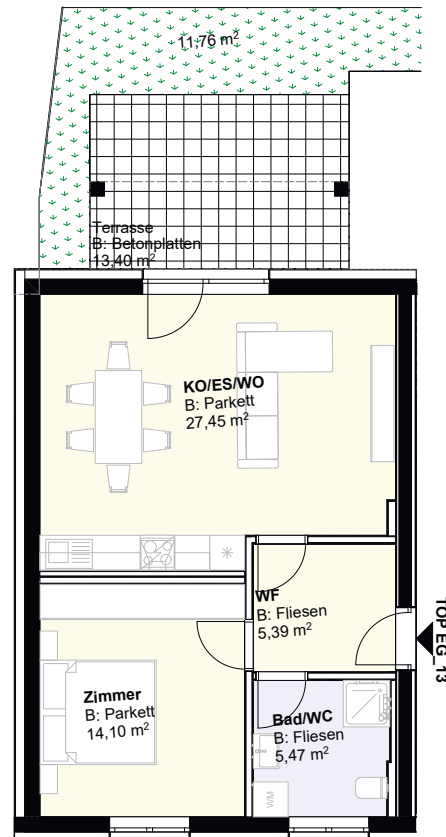 11,76 m²
Terrasse
B: Betonplatten
13,40 m²
KO/ES/WO
B: Parkett
27,45 m²
WF
B: Fliesen
5,39 m²
TOP EG_13
Zimmer
B: Parkett
14,10 m²
Bad/WC
B: Fliesen
5,47 m²
WM